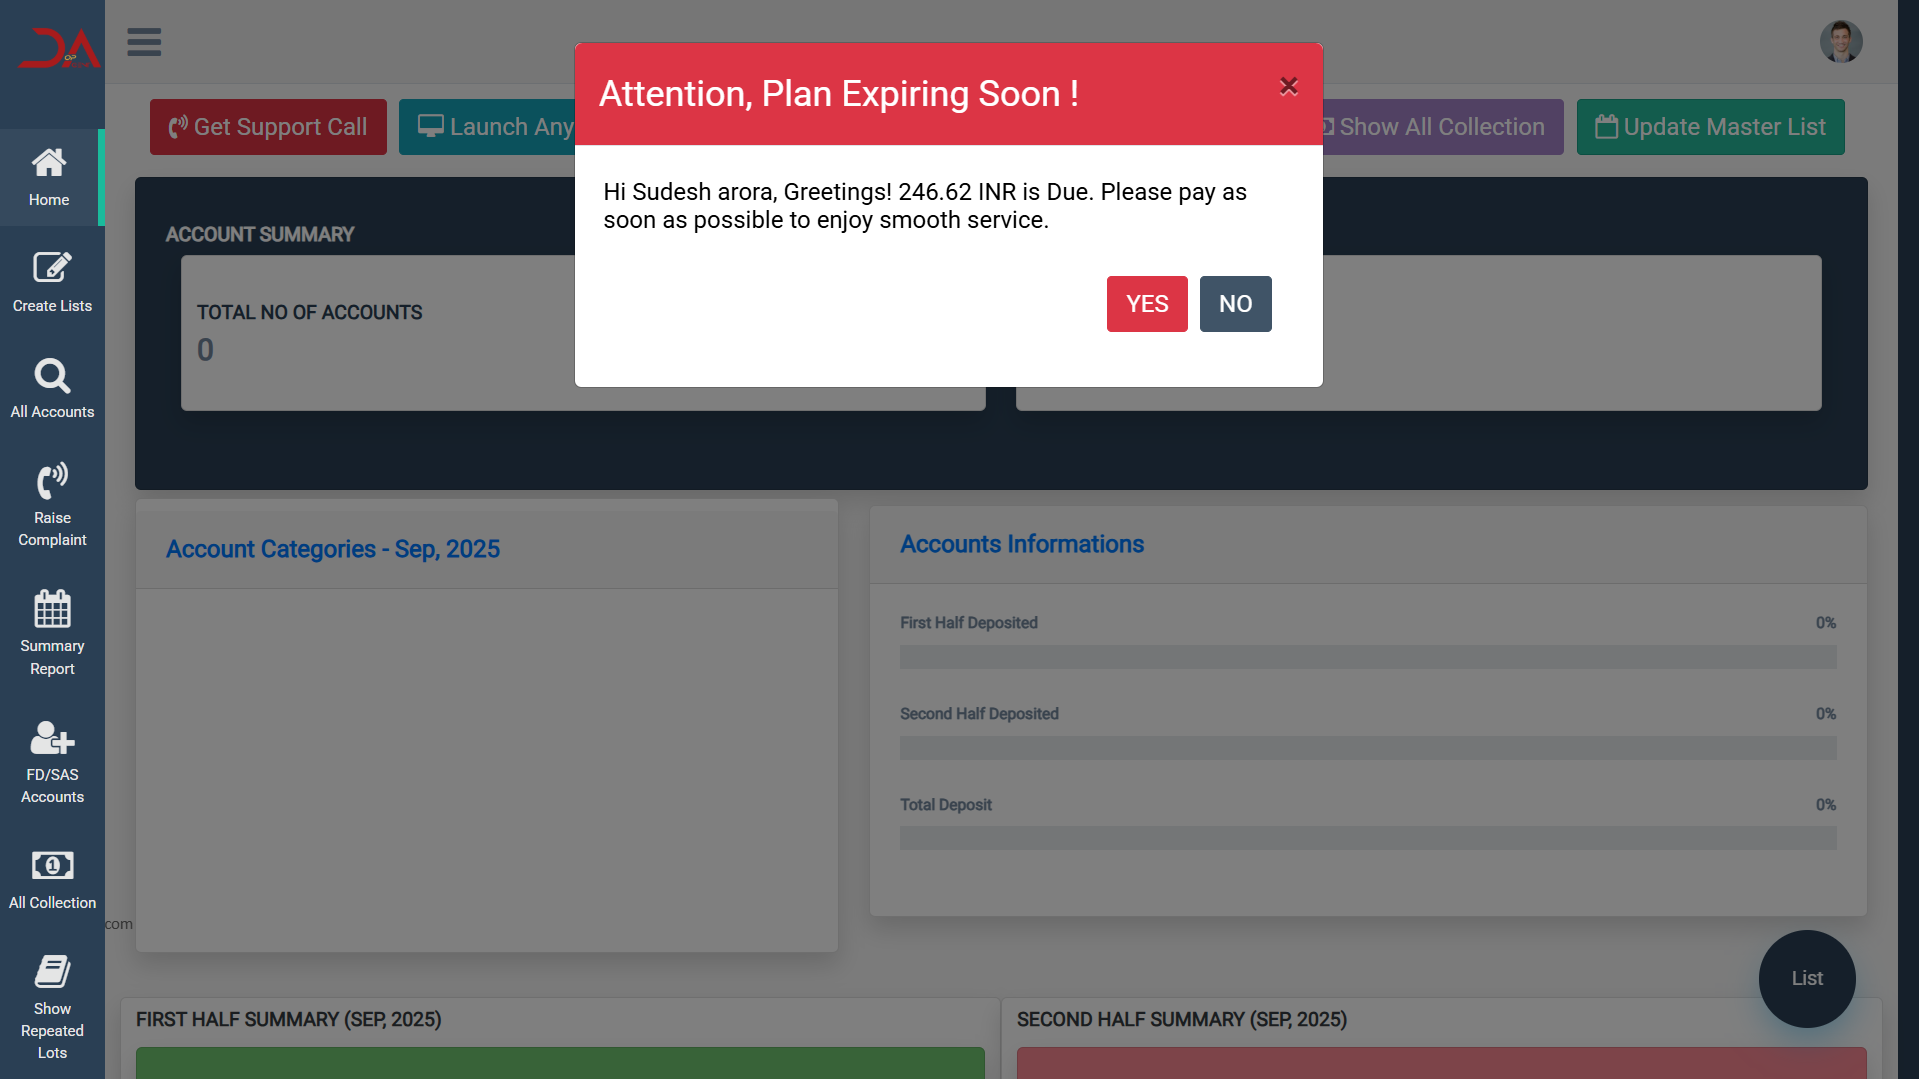 DA
OP
Get Support Call
Launch Any
Show All Collection
Update Master List
Attention, Plan Expiring Soon !
×
Hi Sudesh arora, Greetings! 246.62 INR is Due. Please pay as
soon as possible to enjoy smooth service.
YES
NO
Home
Create Lists
All Accounts
Raise
Complaint
Summary
Report
FD/SAS
Accounts
All Collection
Show
Repeated
Lots
ACCOUNT SUMMARY
TOTAL NO OF ACCOUNTS
0
Account Categories - Sep, 2025
Accounts Informations
First Half Deposited
0%
Second Half Deposited
0%
Total Deposit
0%
com
List
FIRST HALF SUMMARY (SEP, 2025)
SECOND HALF SUMMARY (SEP, 2025)